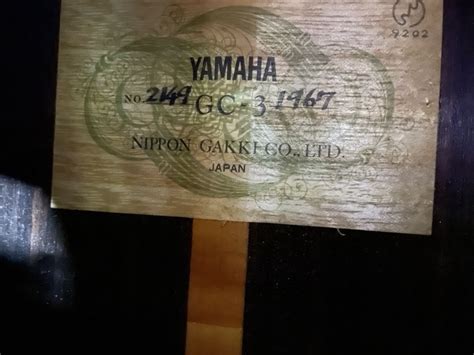 9202
YAMAHA
NO. 2149 GC-3 1967
NIPPON GAKKI CO., LTD.
JAPAN